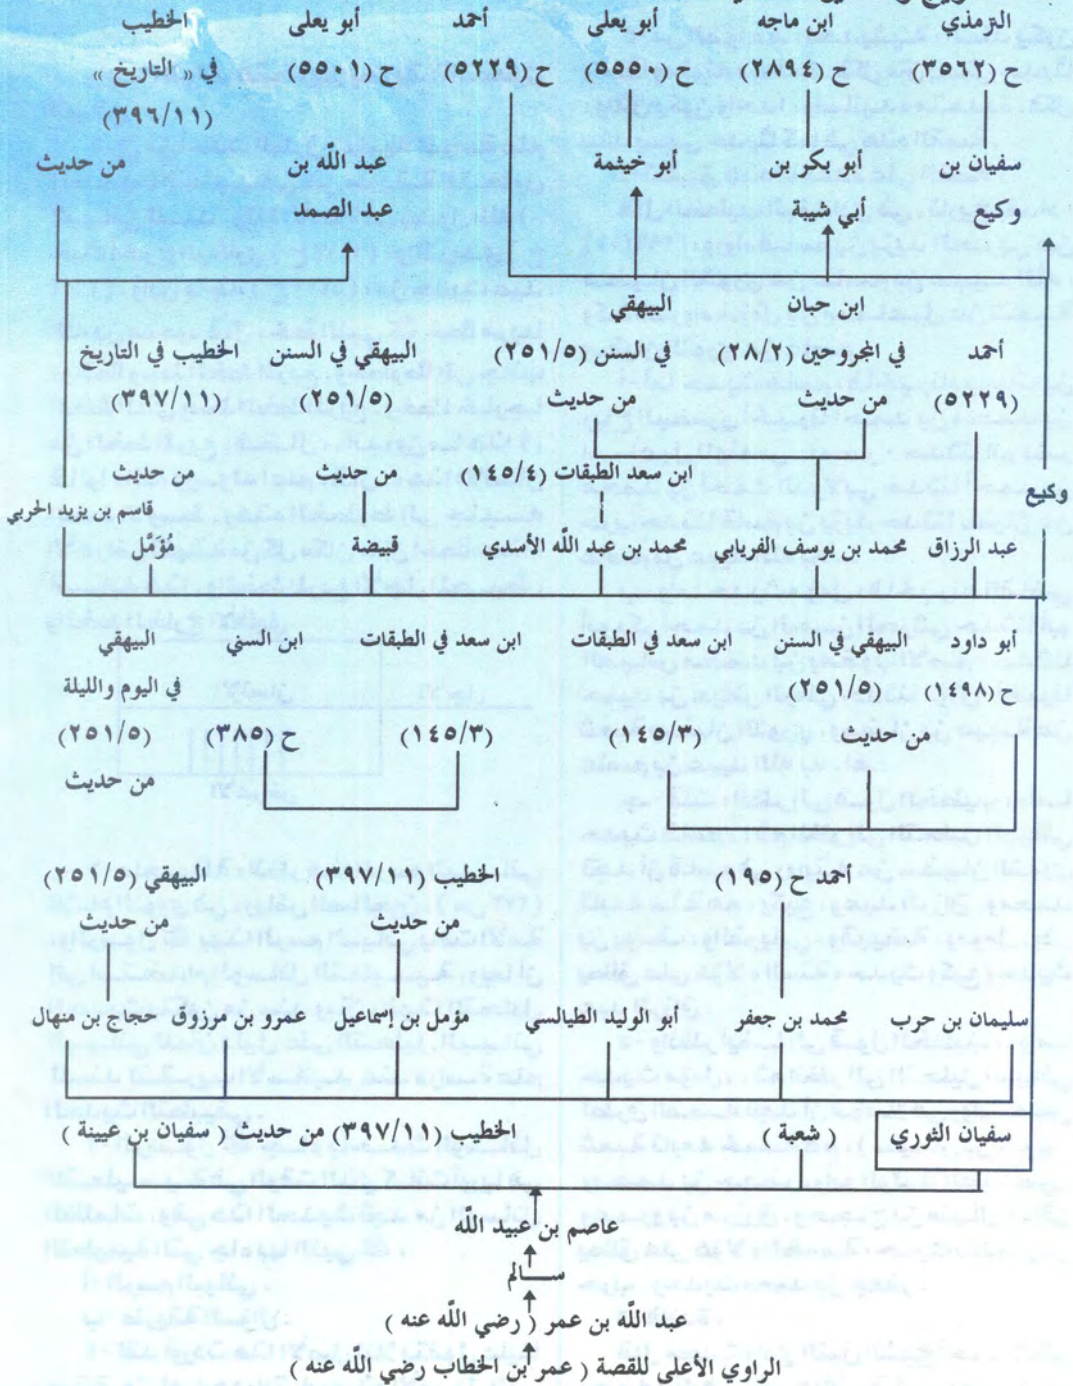 الترمذي ابن ماجه أبو يعلى أحمد أبو يعلى الخطيب
ح (٣٥٦٢) ح (٢٨٩٤) ح (٥٥٥٠) ح (٥٢٢٩) ح (٥٥٠١) في « التاريخ »
(٣٩٦/١١)
سفيان بن أبو بكر بن أبو خيثمة عبد اللَّه بن من حديث
وكيع أبي شيبة عبد الصمد
ابن حبان البيهقي
أحمد في المجروحين (٢٨/٢) في السنن (٢٥١/٥) البيهقي في السنن الخطيب في التاريخ
(٥٢٢٩) من حديث من حديث (٢٥١/٥) (٣٩٧/١١)
ابن سعد الطبقات (١٤٥/٤) من حديث من حديث
وكيع
قاسم بن يزيد الحربي
عبد الرزاق محمد بن يوسف الفريابي محمد بن عبد اللَّه الأسدي قبيضة مُؤَمَّل
أبو داود البيهقي في السنن ابن سعد في الطبقات ابن سعد في الطبقات ابن السني البيهقي
ح (١٤٩٨) (٢٥١/٥) في اليوم والليلة
من حديث (١٤٥/٣) (١٤٥/٣) ح (٣٨٥) (٢٥١/٥)
من حديث
أحمد ح (١٩٥) الخطيب (٣٩٧/١١) البيهقي (٢٥١/٥)
من حديث من حديث
سليمان بن حرب محمد بن جعفر أبو الوليد الطيالسي مؤمل بن إسماعيل عمرو بن مرزوق حجاج بن منهال
سفيان الثوري ( شعبة ) الخطيب (٣٩٧/١١) من حديث ( سفيان بن عيينة )
عاصم بن عبيد اللَّه
سـالم
عبد اللَّه بن عمر ( رضي اللَّه عنه )
الراوي الأعلى للقصة ( عمر بن الخطاب رضي اللَّه عنه )